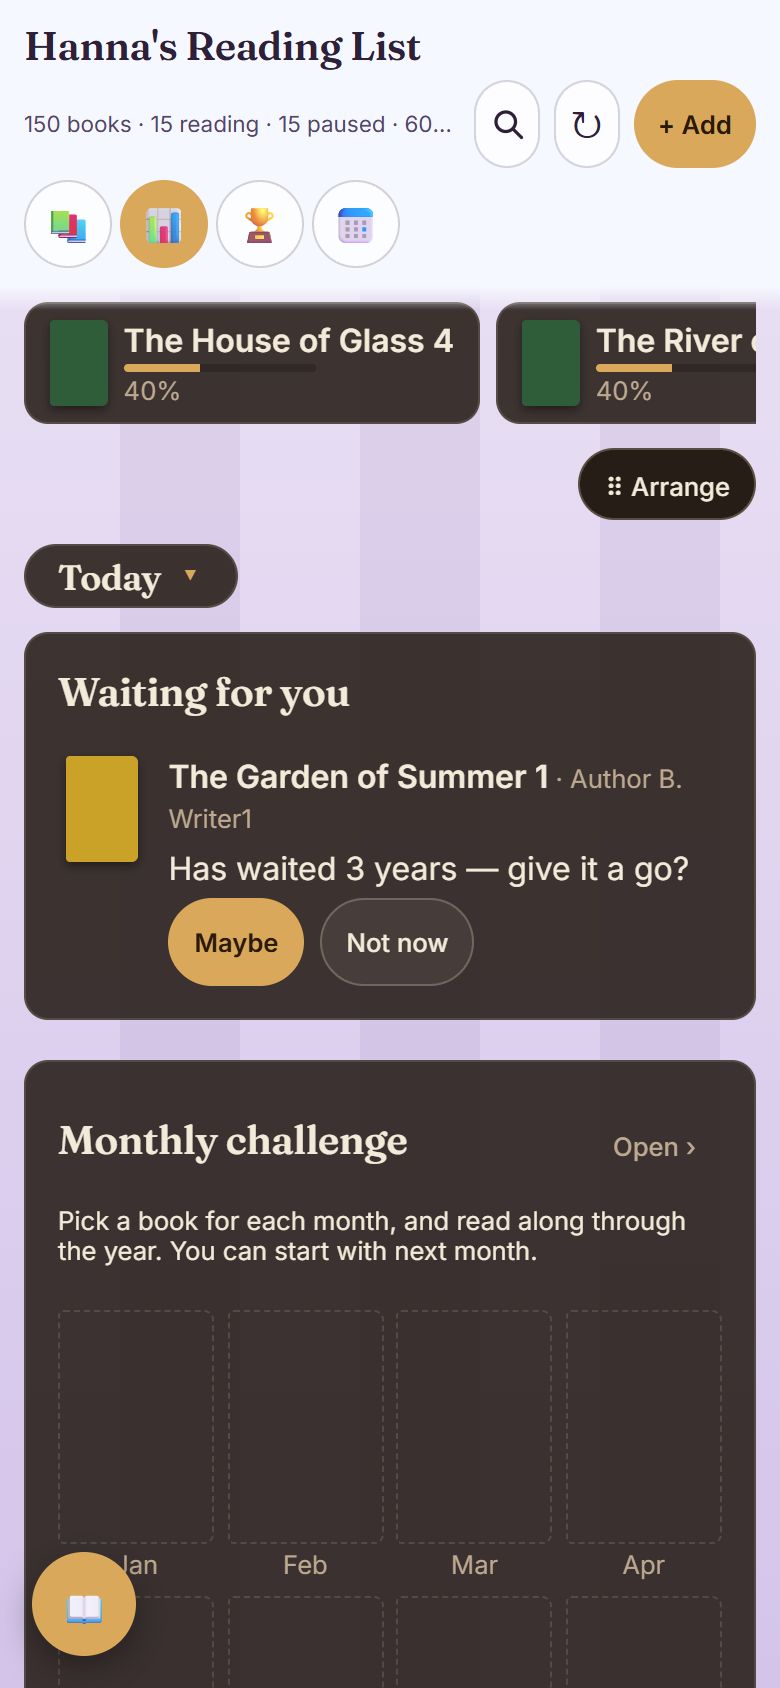 Hanna's Reading List
150 books · 15 reading · 15 paused · 60...
+ Add
The House of Glass 4
40%
The River
40%
Arrange
Today
Waiting for you
The Garden of Summer 1 · Author B.
Writer1
Has waited 3 years — give it a go?
Maybe
Not now
Monthly challenge
Open ›
Pick a book for each month, and read along through
the year. You can start with next month.
Jan
Feb
Mar
Apr